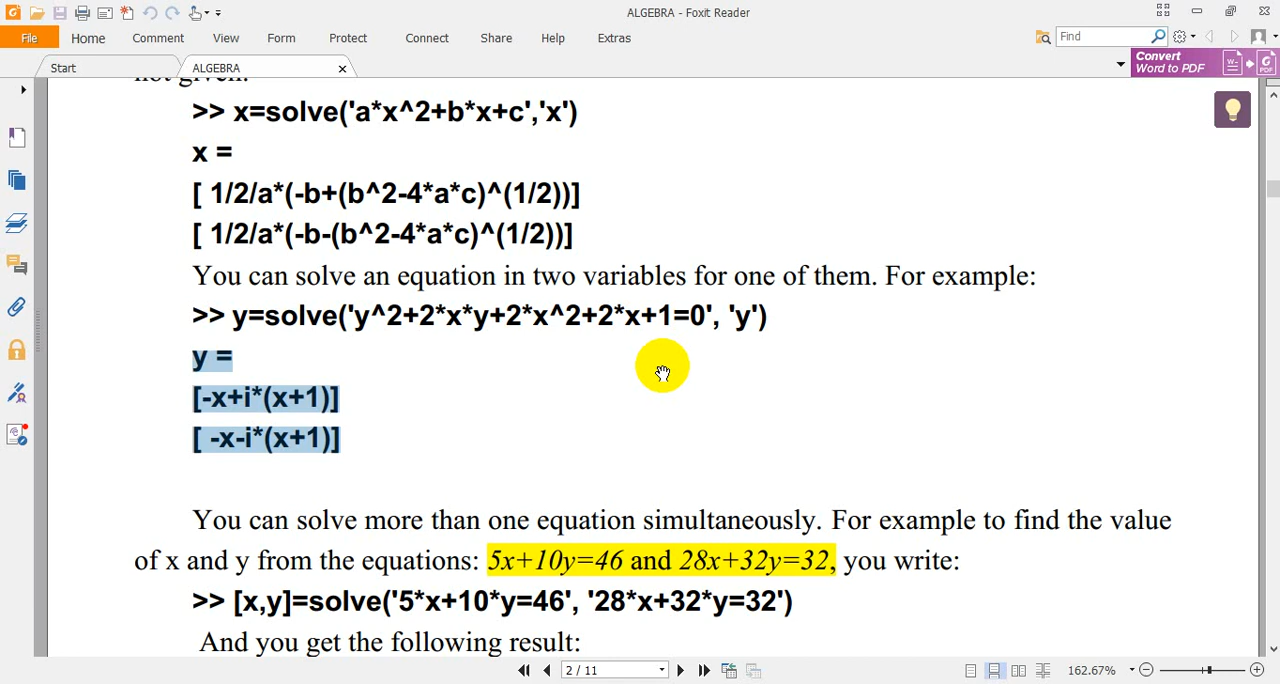 ALGEBRA - Foxit Reader
File Home Comment View Form Protect Connect Share Help Extras Find
Start ALGEBRA Convert Word to PDF
not given.
>> x=solve('a*x^2+b*x+c','x')
x =
[ 1/2/a*(-b+(b^2-4*a*c)^(1/2))]
[ 1/2/a*(-b-(b^2-4*a*c)^(1/2))]
You can solve an equation in two variables for one of them. For example:
>> y=solve('y^2+2*x*y+2*x^2+2*x+1=0', 'y')
y =
[-x+i*(x+1)]
[ -x-i*(x+1)]
You can solve more than one equation simultaneously. For example to find the value
of x and y from the equations: 5x+10y=46 and 28x+32y=32, you write:
>> [x,y]=solve('5*x+10*y=46', '28*x+32*y=32')
And you get the following result:
2 / 11 162.67%